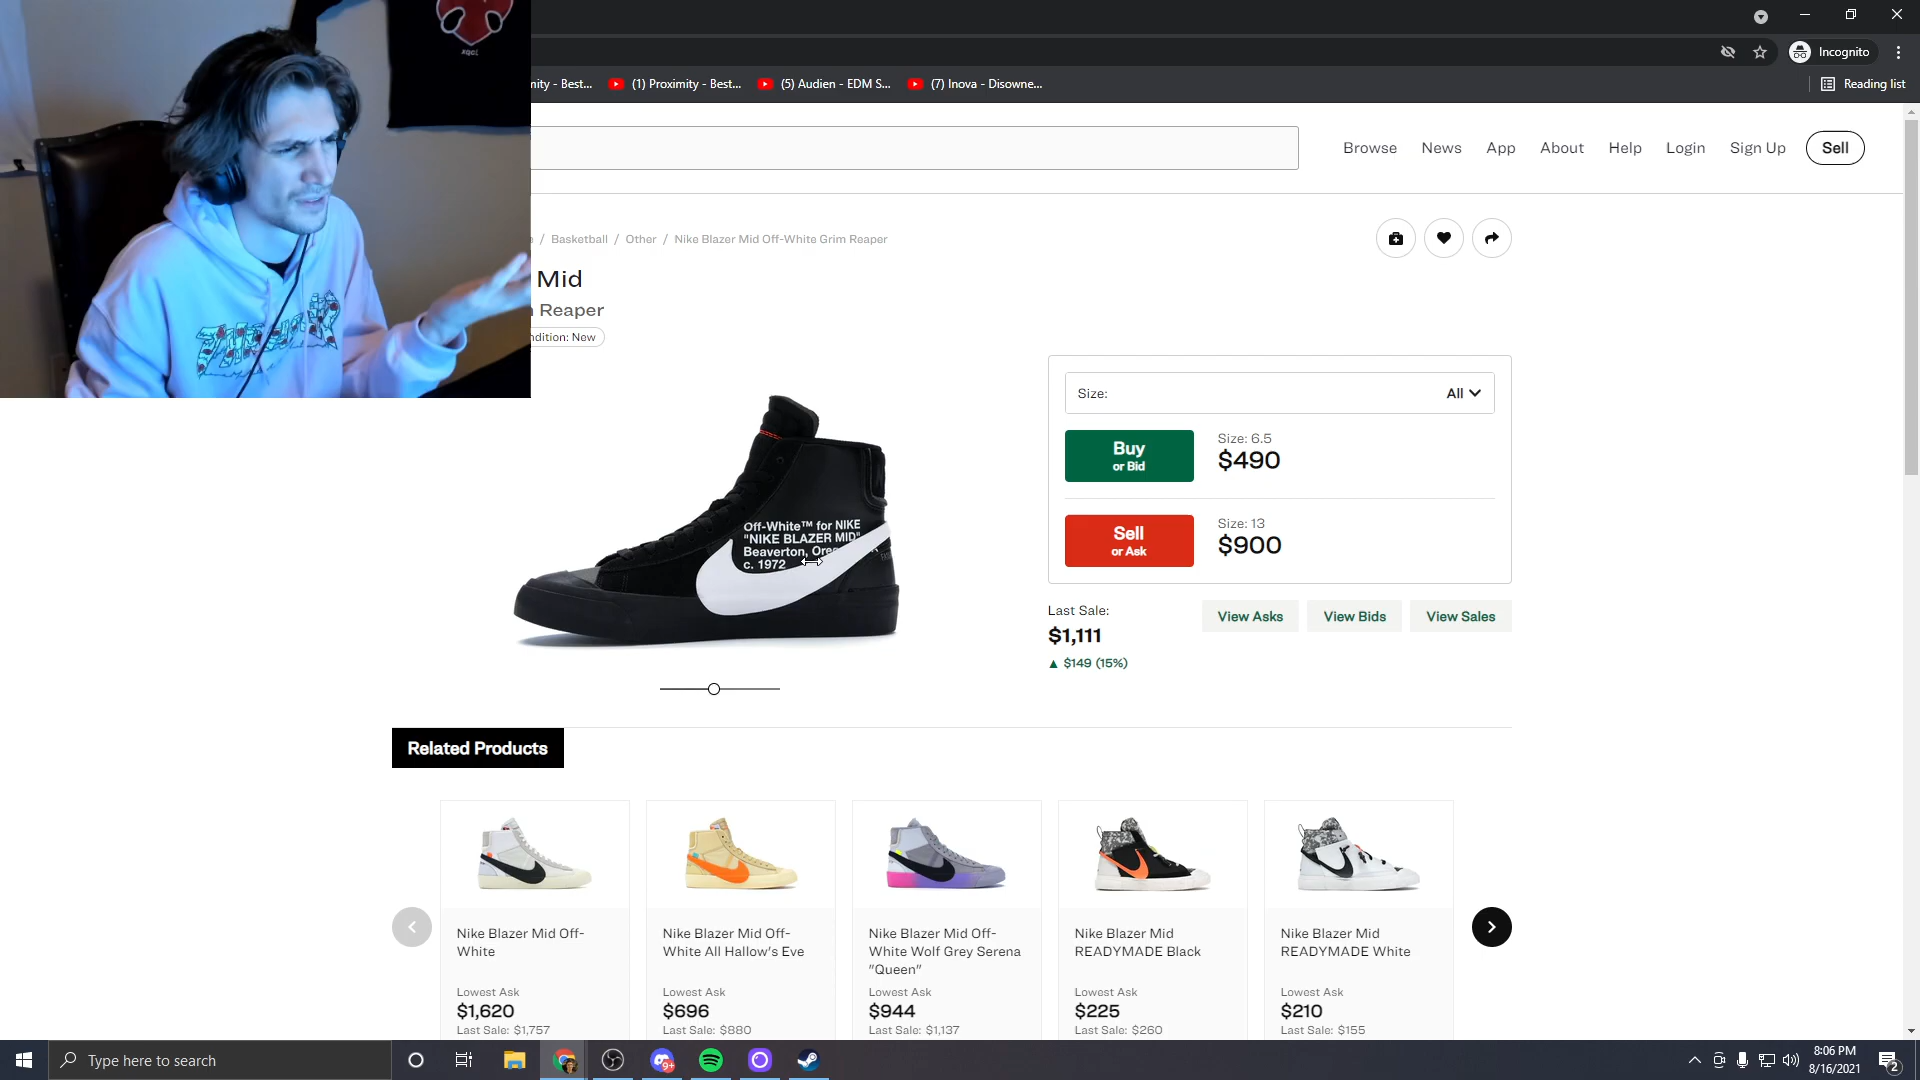 xQcL
Incognito
nity - Best...
(1) Proximity - Best...
(5) Audien - EDM S...
(7) Inova - Disowne...
Reading list
Browse
News
App
About
Help
Login
Sign Up
Sell
/ Basketball / Other / Nike Blazer Mid Off-White Grim Reaper
Mid
Reaper
ndition: New
Size:
All
Buy
or Bid
Size: 6.5
$490
Sell
or Ask
Size: 13
$900
Off-White™ for NIKE
"NIKE BLAZER MID"
Beaverton,
c. 1972
Last Sale:
$1,111
▲ $149 (15%)
View Asks
View Bids
View Sales
Related Products
Nike Blazer Mid Off-
White
Lowest Ask
$1,620
Last Sale: $1,757
Nike Blazer Mid Off-
White All Hallow's Eve
Lowest Ask
$696
Last Sale: $880
Nike Blazer Mid Off-
White Wolf Grey Serena
"Queen"
Lowest Ask
$944
Last Sale: $1,137
Nike Blazer Mid
READYMADE Black
Lowest Ask
$225
Last Sale: $260
Nike Blazer Mid
READYMADE White
Lowest Ask
$210
Last Sale: $155
Type here to search
9+
8:06 PM
8/16/2021
2